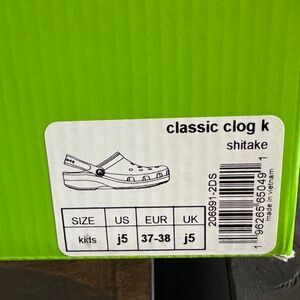 classic clog k
shitake
SIZE US EUR UK
kids j5 37-38 j5
206991-2DS
1 96265 65049 1
made in vietnam